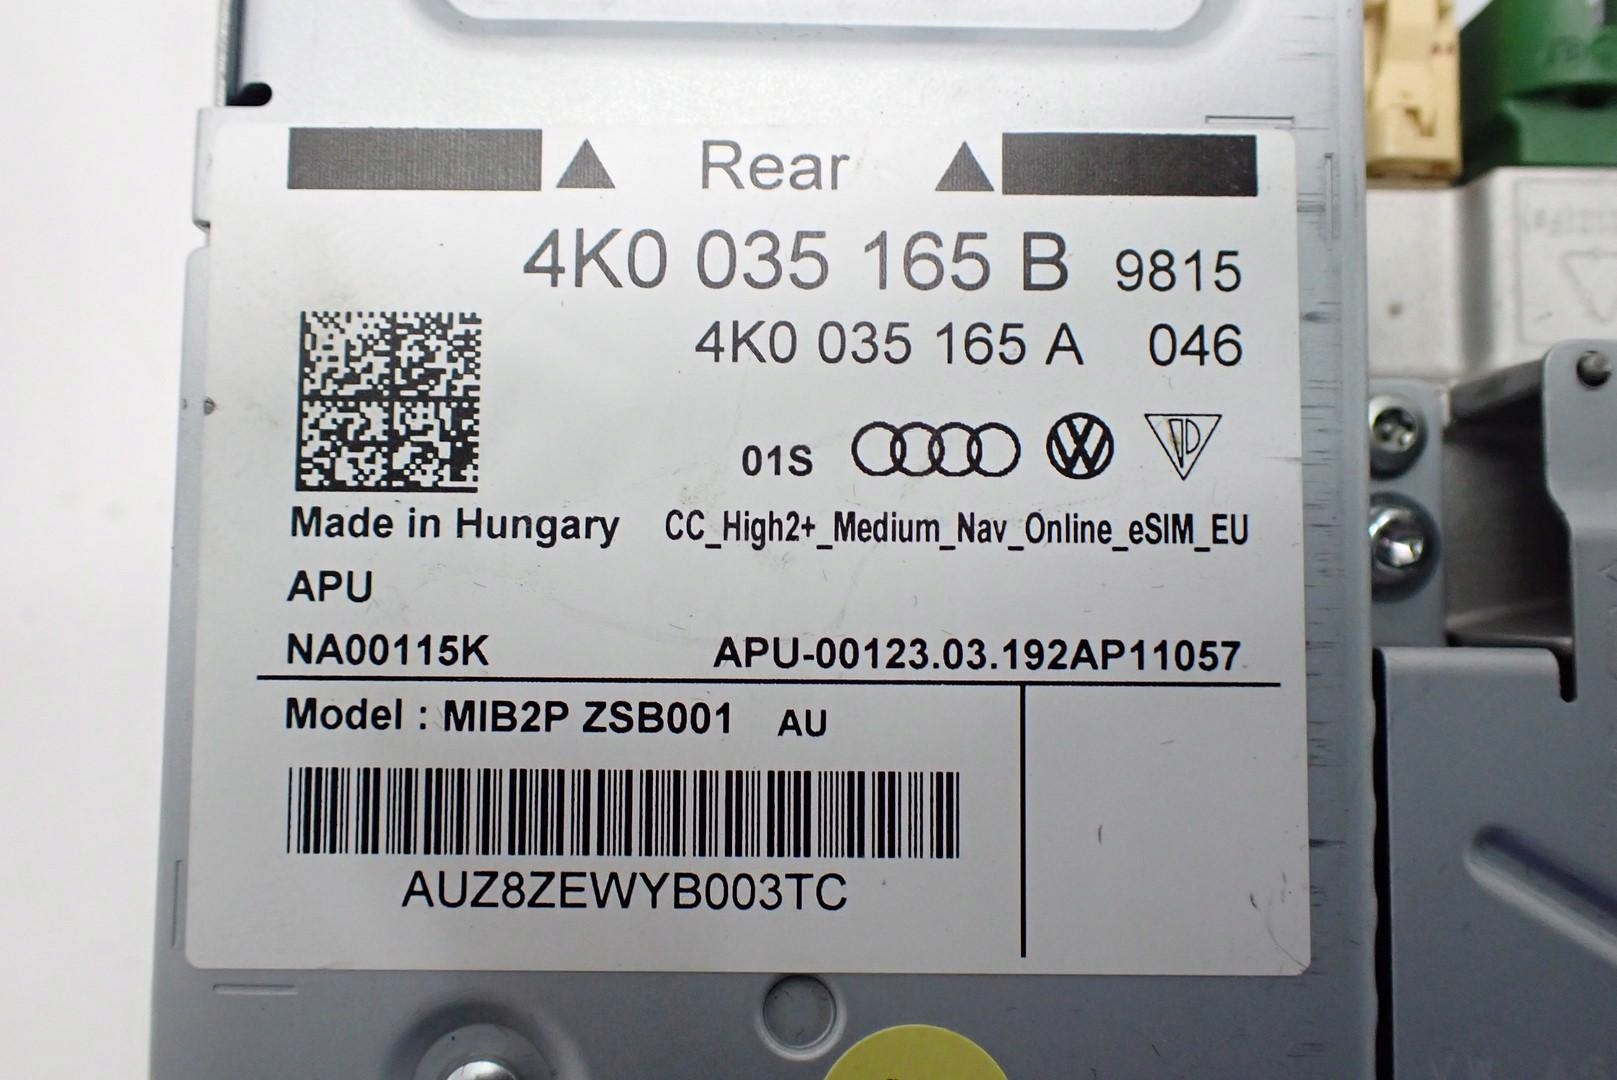 Rear
4K0 035 165 B 9815
4K0 035 165 A 046
01S
Made in Hungary CC_High2+_Medium_Nav_Online_eSIM_EU
APU
NA00115K APU-00123.03.192AP11057
Model : MIB2P ZSB001 AU
AUZ8ZEWYB003TC